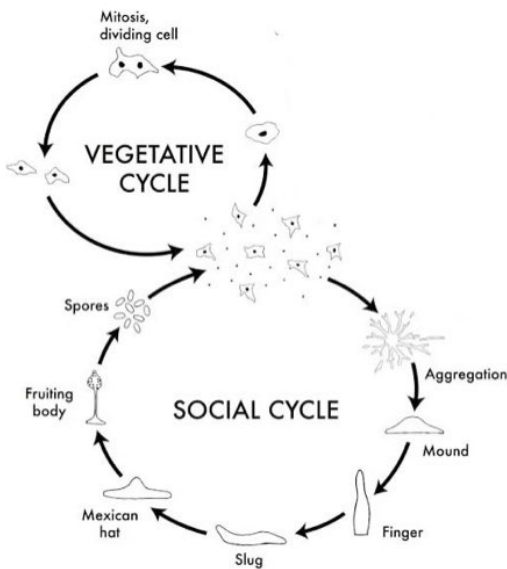 Mitosis,
dividing cell
VEGETATIVE
CYCLE
Spores
Aggregation
Fruiting
body
SOCIAL CYCLE
Mound
Mexican
hat
Finger
Slug